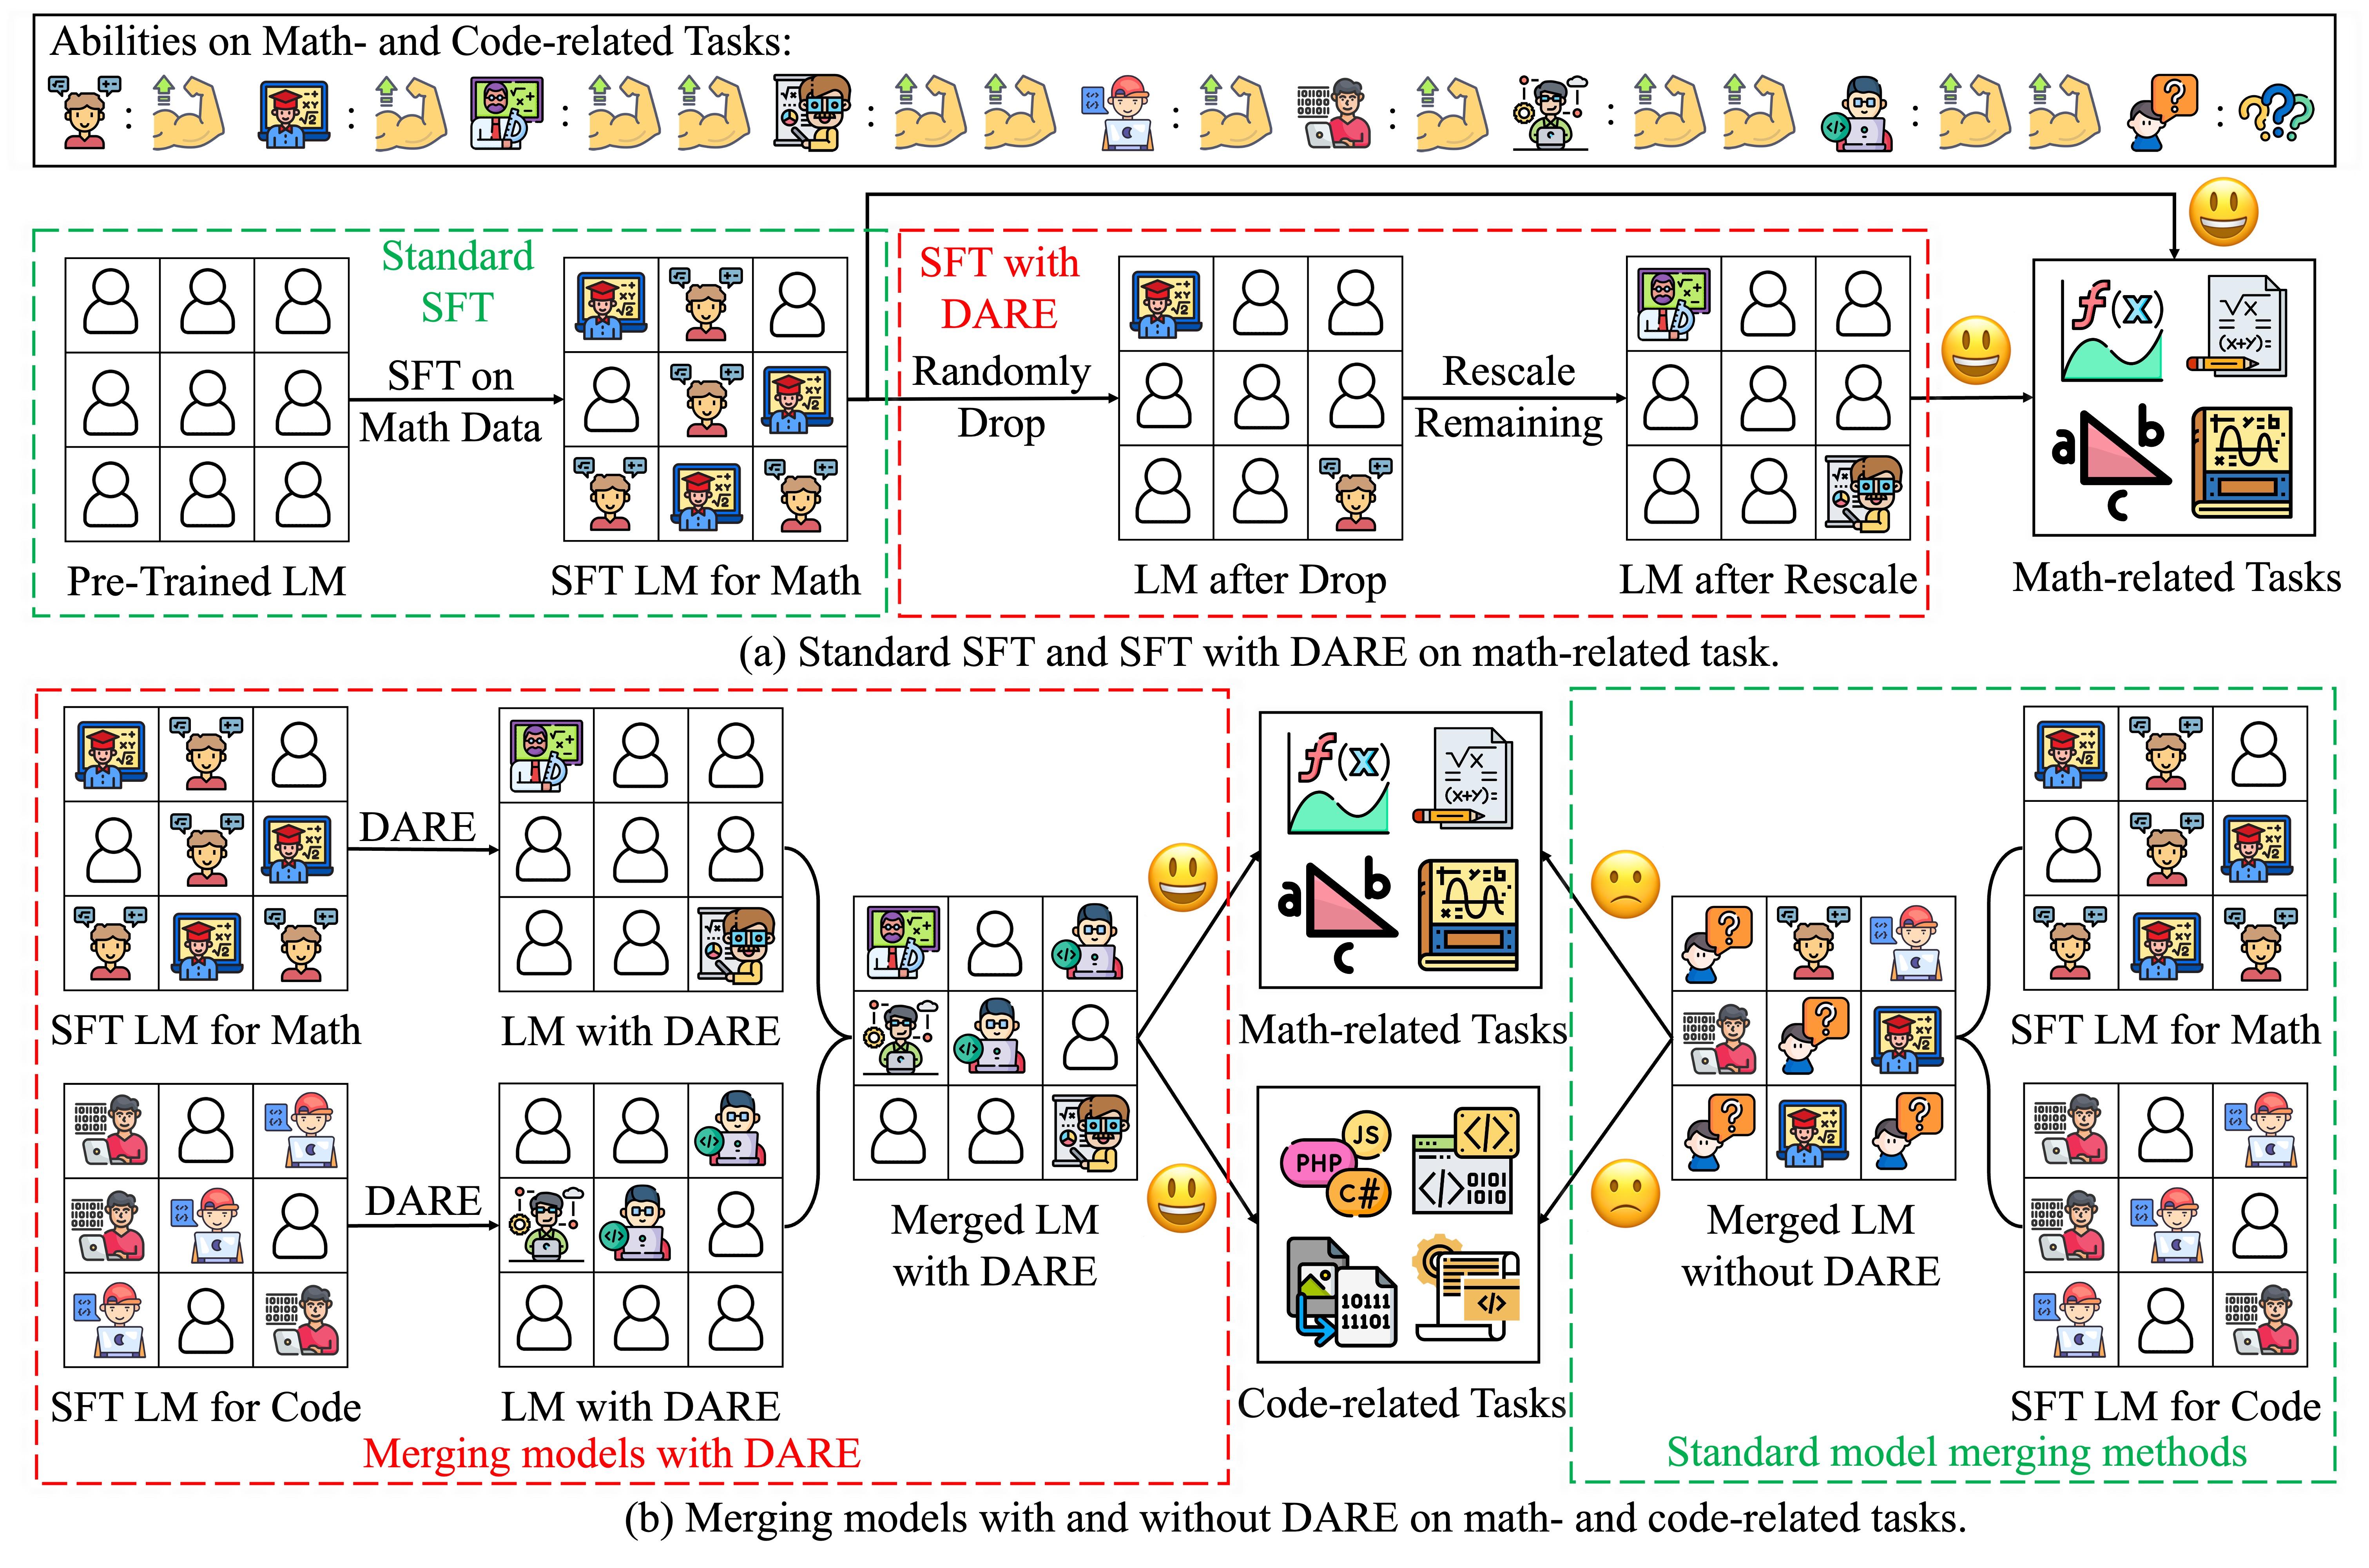 Abilities on Math- and Code-related Tasks:
Standard
SFT
SFT on
Math Data
Pre-Trained LM
SFT LM for Math
SFT with
DARE
Randomly
Drop
LM after Drop
Rescale
Remaining
LM after Rescale
f(x)
√x
(x+y)=
a
b
c
y=b
Math-related Tasks
(a) Standard SFT and SFT with DARE on math-related task.
DARE
SFT LM for Math
LM with DARE
DARE
SFT LM for Code
LM with DARE
Merged LM
with DARE
Merging models with DARE
f(x)
√x
(x+y)=
a
b
c
y=b
Math-related Tasks
JS
PHP
C#
</>
</>
0101
1010
10111
11101
</>
Code-related Tasks
Merged LM
without DARE
SFT LM for Math
SFT LM for Code
Standard model merging methods
(b) Merging models with and without DARE on math- and code-related tasks.